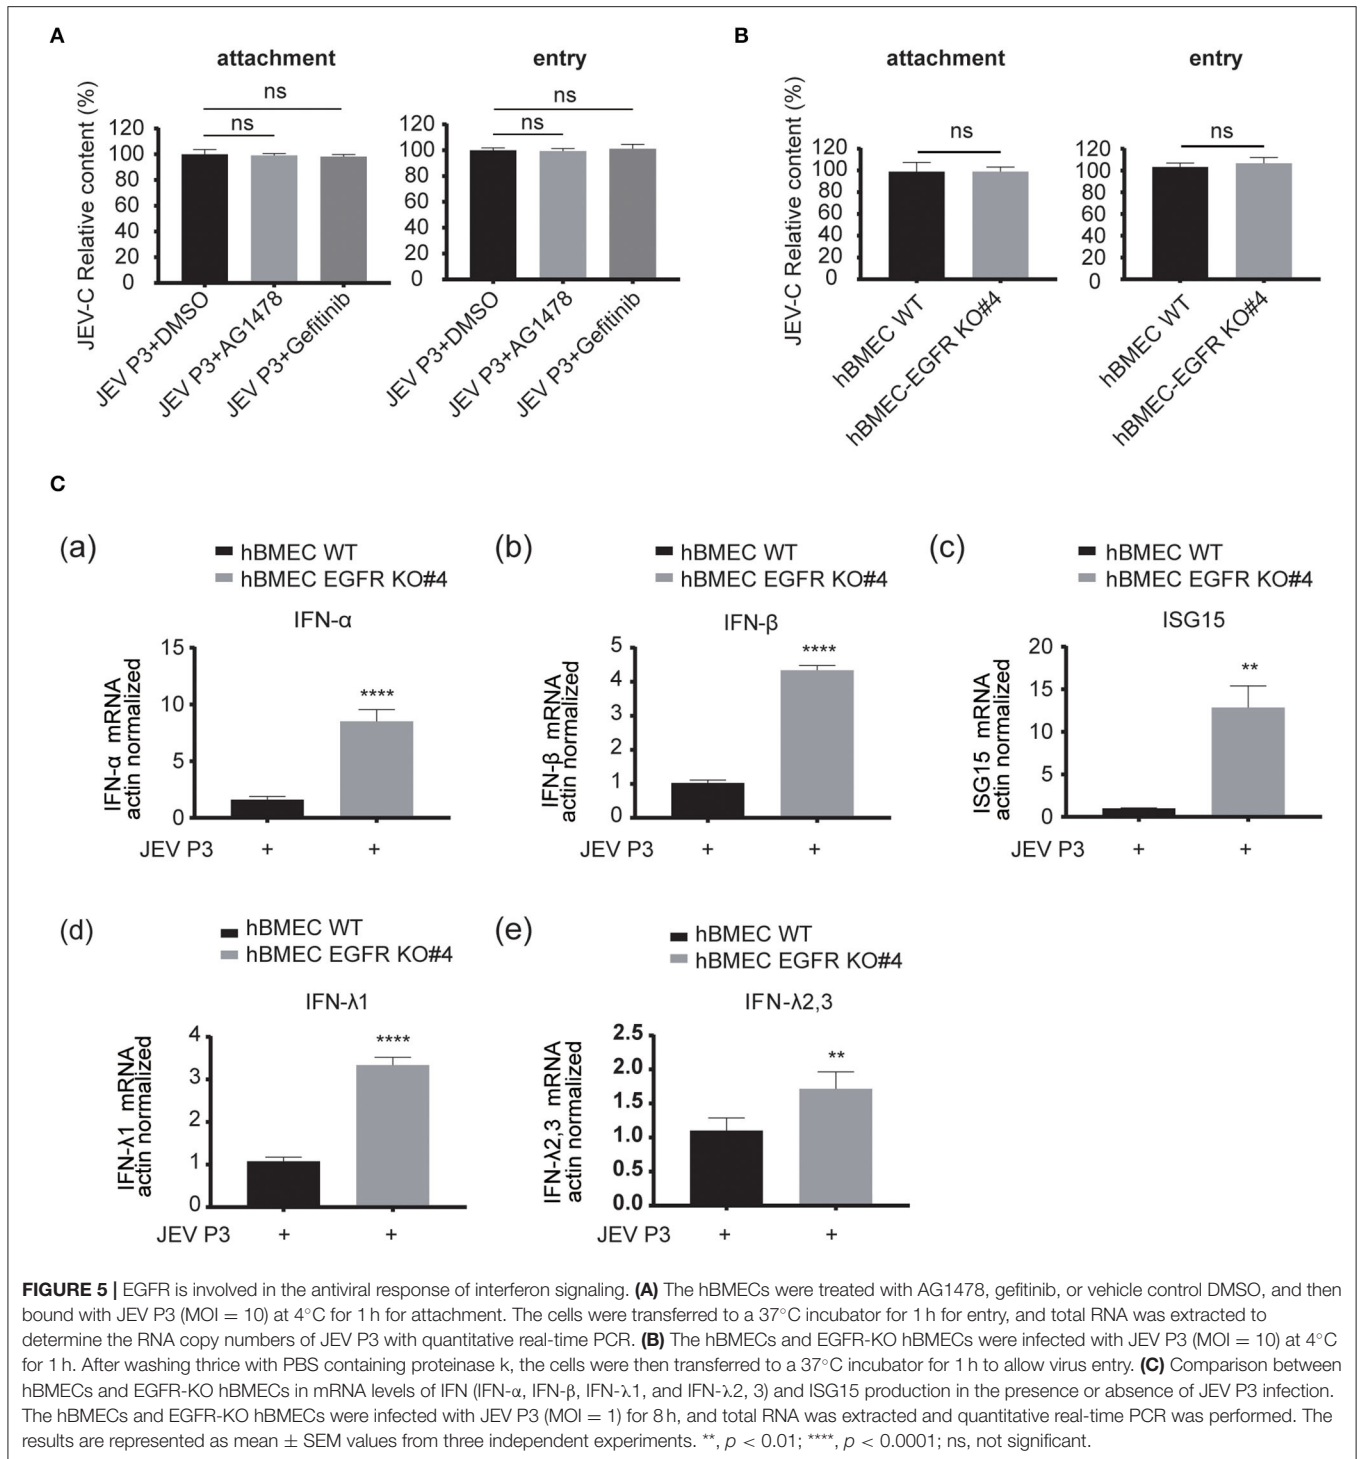 A
attachment
entry
JEV-C Relative content (%)
ns
ns
ns
ns
120
100
80
60
40
20
0
120
100
80
60
40
20
0
JEV P3+DMSO
JEV P3+AG1478
JEV P3+Gefitinib
JEV P3+DMSO
JEV P3+AG1478
JEV P3+Gefitinib
B
attachment
entry
JEV-C Relative content (%)
ns
ns
120
100
80
60
40
20
0
120
100
80
60
40
20
0
hBMEC WT
hBMEC-EGFR KO#4
hBMEC WT
hBMEC-EGFR KO#4
C
(a)
hBMEC WT
hBMEC EGFR KO#4
IFN-α
IFN-α mRNA
actin normalized
15
10
5
0
****
JEV P3 + +
(b)
hBMEC WT
hBMEC EGFR KO#4
IFN-β
IFN-β mRNA
actin normalized
5
4
3
2
1
0
****
JEV P3 + +
(c)
hBMEC WT
hBMEC EGFR KO#4
ISG15
ISG15 mRNA
actin normalized
20
15
10
5
0
**
JEV P3 + +
(d)
hBMEC WT
hBMEC EGFR KO#4
IFN-λ1
IFN-λ1 mRNA
actin normalized
4
3
2
1
0
****
JEV P3 + +
(e)
hBMEC WT
hBMEC EGFR KO#4
IFN-λ2,3
IFN-λ2,3 mRNA
actin normalized
2.5
2.0
1.5
1.0
0.5
0.0
**
JEV P3 + +
FIGURE 5 | EGFR is involved in the antiviral response of interferon signaling. (A) The hBMECs were treated with AG1478, gefitinib, or vehicle control DMSO, and then
bound with JEV P3 (MOI = 10) at 4°C for 1 h for attachment. The cells were transferred to a 37°C incubator for 1 h for entry, and total RNA was extracted to
determine the RNA copy numbers of JEV P3 with quantitative real-time PCR. (B) The hBMECs and EGFR-KO hBMECs were infected with JEV P3 (MOI = 10) at 4°C
for 1 h. After washing thrice with PBS containing proteinase k, the cells were then transferred to a 37°C incubator for 1 h to allow virus entry. (C) Comparison between
hBMECs and EGFR-KO hBMECs in mRNA levels of IFN (IFN-α, IFN-β, IFN-λ1, and IFN-λ2, 3) and ISG15 production in the presence or absence of JEV P3 infection.
The hBMECs and EGFR-KO hBMECs were infected with JEV P3 (MOI = 1) for 8 h, and total RNA was extracted and quantitative real-time PCR was performed. The
results are represented as mean ± SEM values from three independent experiments. **, p < 0.01; ****, p < 0.0001; ns, not significant.